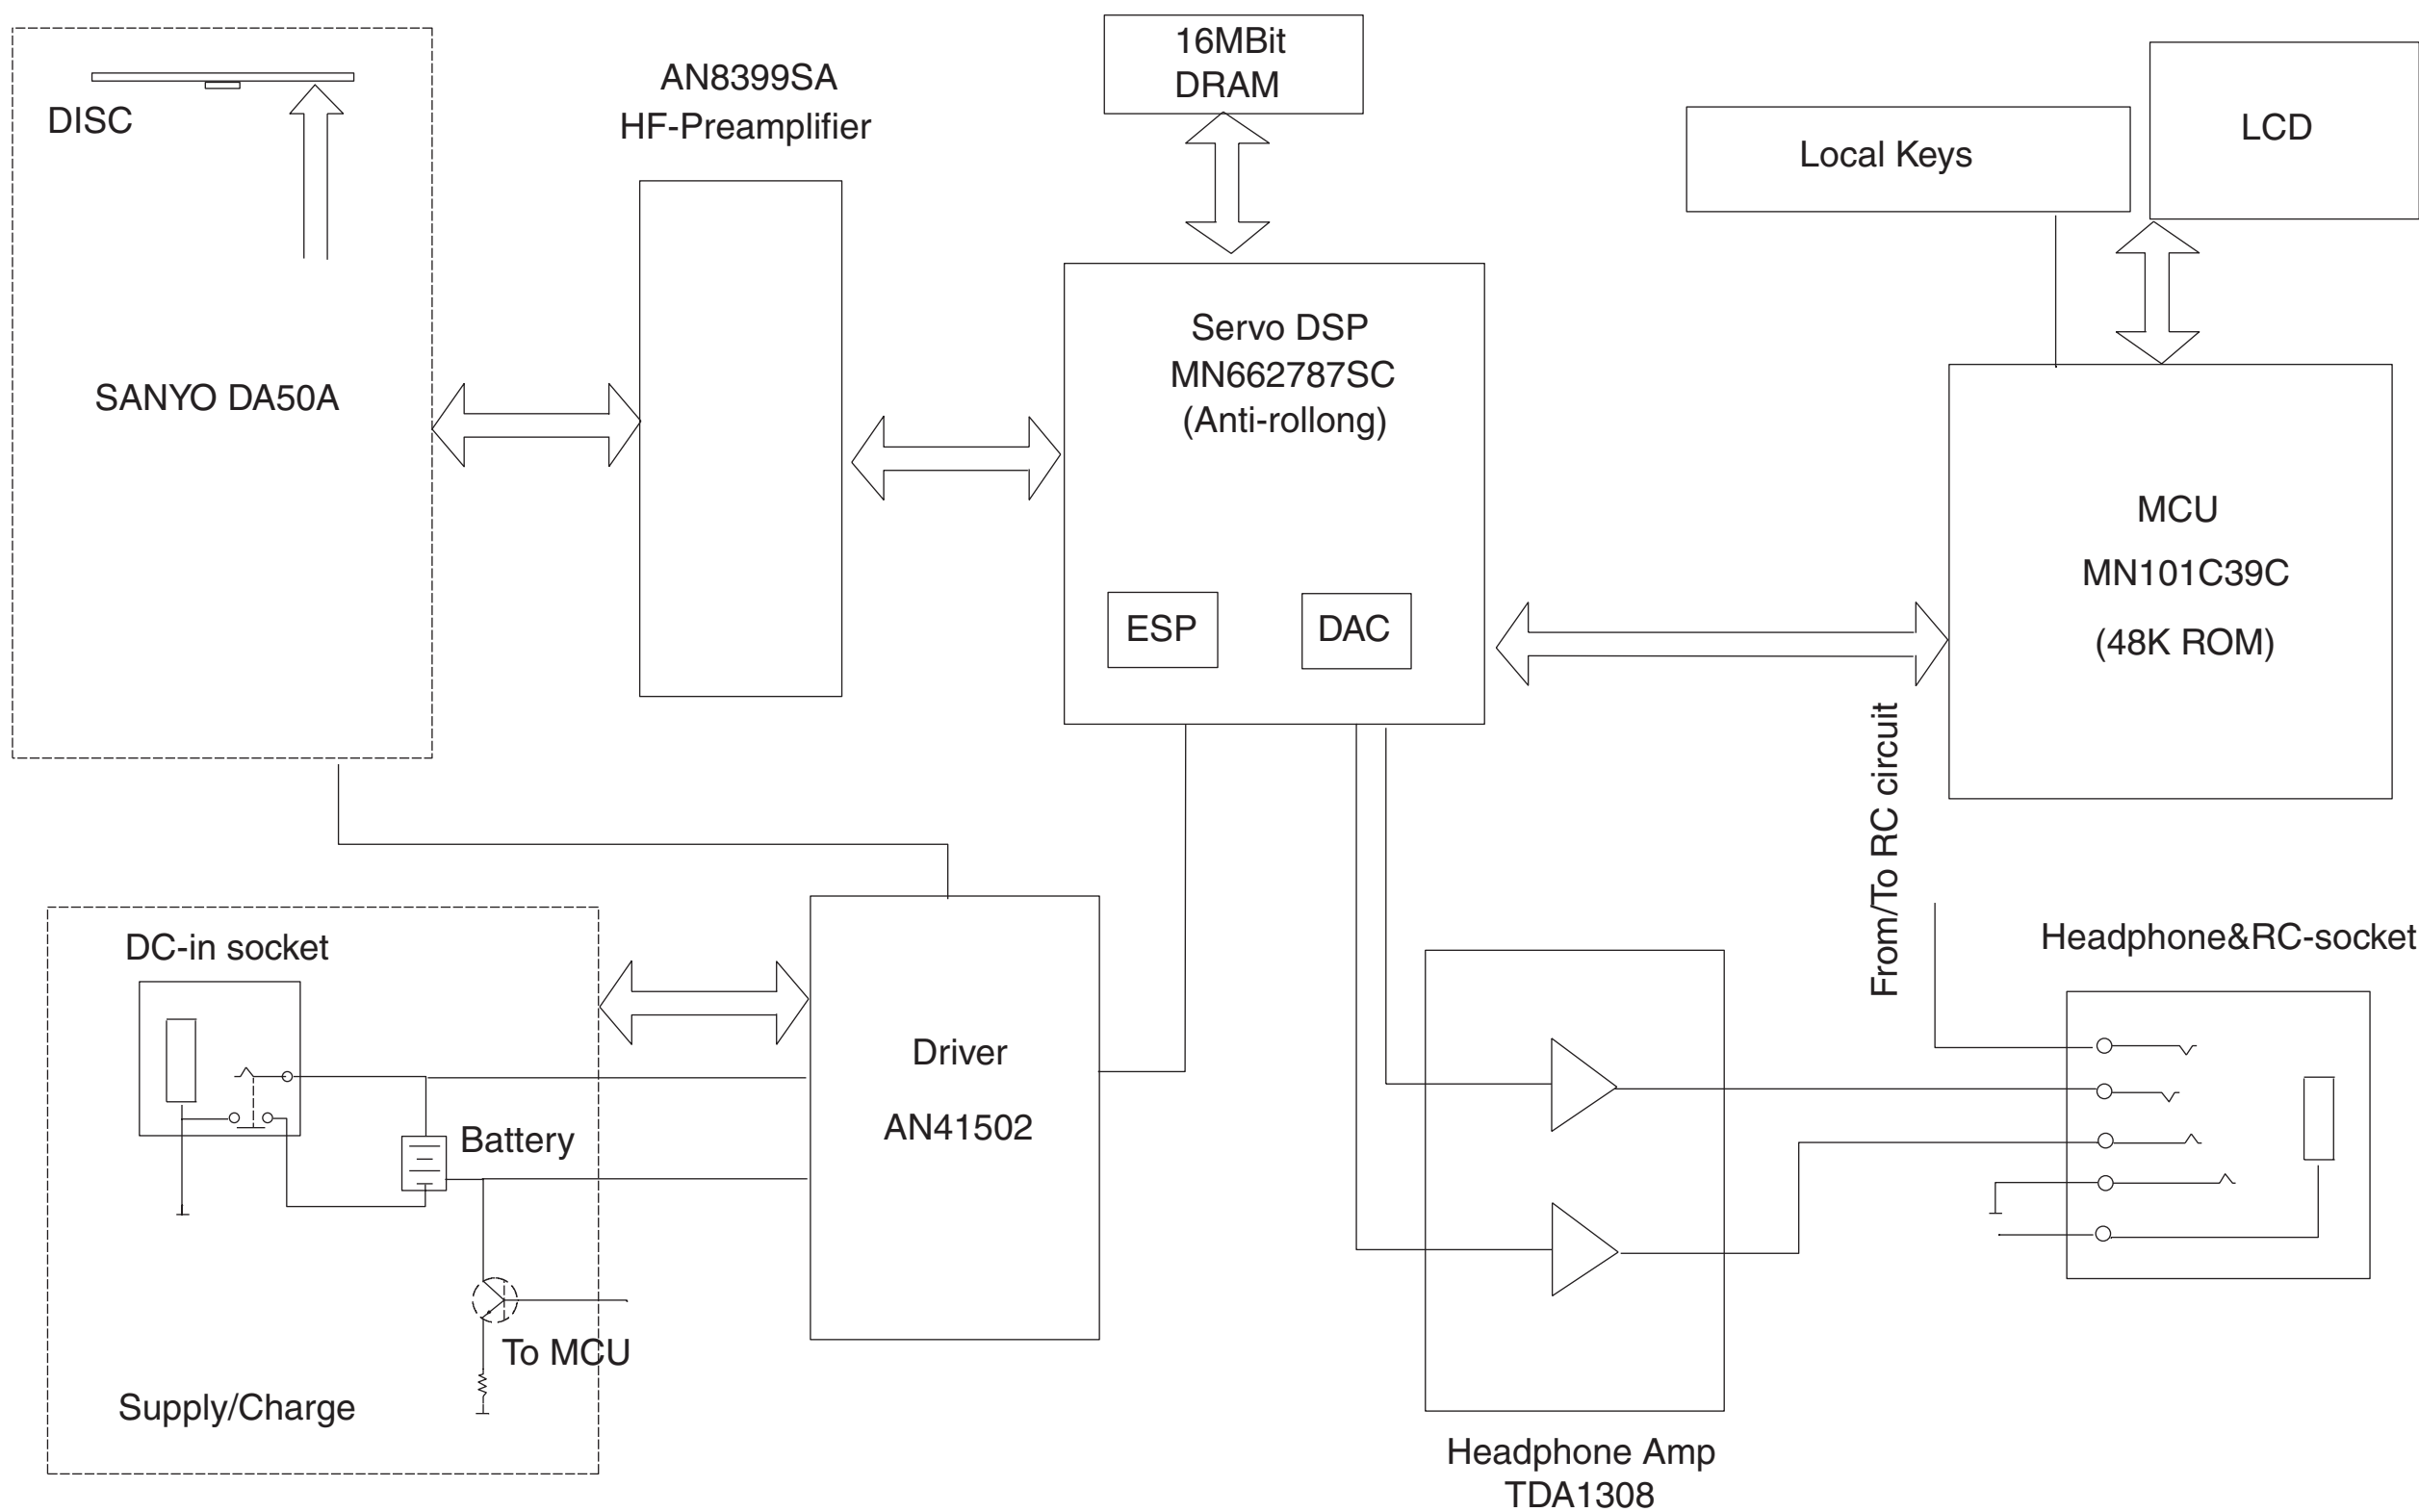 DISC
SANYO DA50A
AN8399SA
HF-Preamplifier
16MBit
DRAM
Servo DSP
MN662787SC
(Anti-rollong)
ESP
DAC
Local Keys
LCD
MCU
MN101C39C
(48K ROM)
From/To RC circuit
DC-in socket
Battery
To MCU
Supply/Charge
Driver
AN41502
Headphone Amp
TDA1308
Headphone&RC-socket